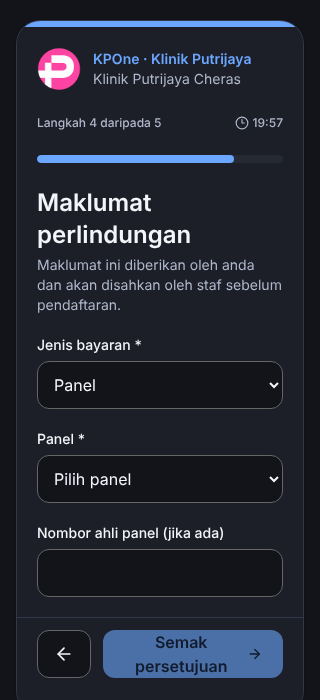 KPOne · Klinik Putrijaya
Klinik Putrijaya Cheras
Langkah 4 daripada 5
19:57
Maklumat
perlindungan
Maklumat ini diberikan oleh anda
dan akan disahkan oleh staf sebelum
pendaftaran.
Jenis bayaran *
Panel
Panel *
Pilih panel
Nombor ahli panel (jika ada)
Semak
persetujuan